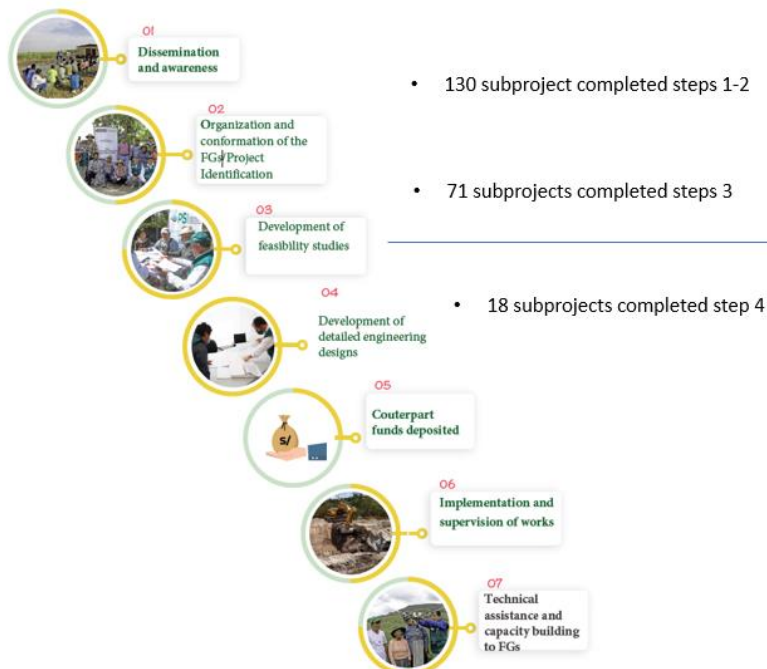 01
Dissemination
and awareness
• 130 subproject completed steps 1-2
02
Organization and
conformation of the
FGs/Project
Identification
• 71 subprojects completed steps 3
03
Development of
feasibility studies
• 18 subprojects completed step 4
04
Development of
detailed engineering
designs
05
Couterpart
funds deposited
S/
06
Implementation and
supervision of works
07
Technical
assistance and
capacity building
to FGs